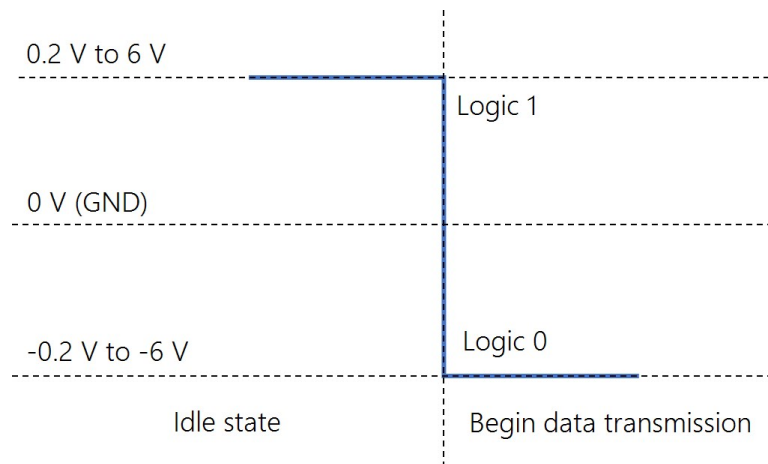 0.2 V to 6 V
Logic 1
0 V (GND)
Logic 0
-0.2 V to -6 V
Idle state
Begin data transmission